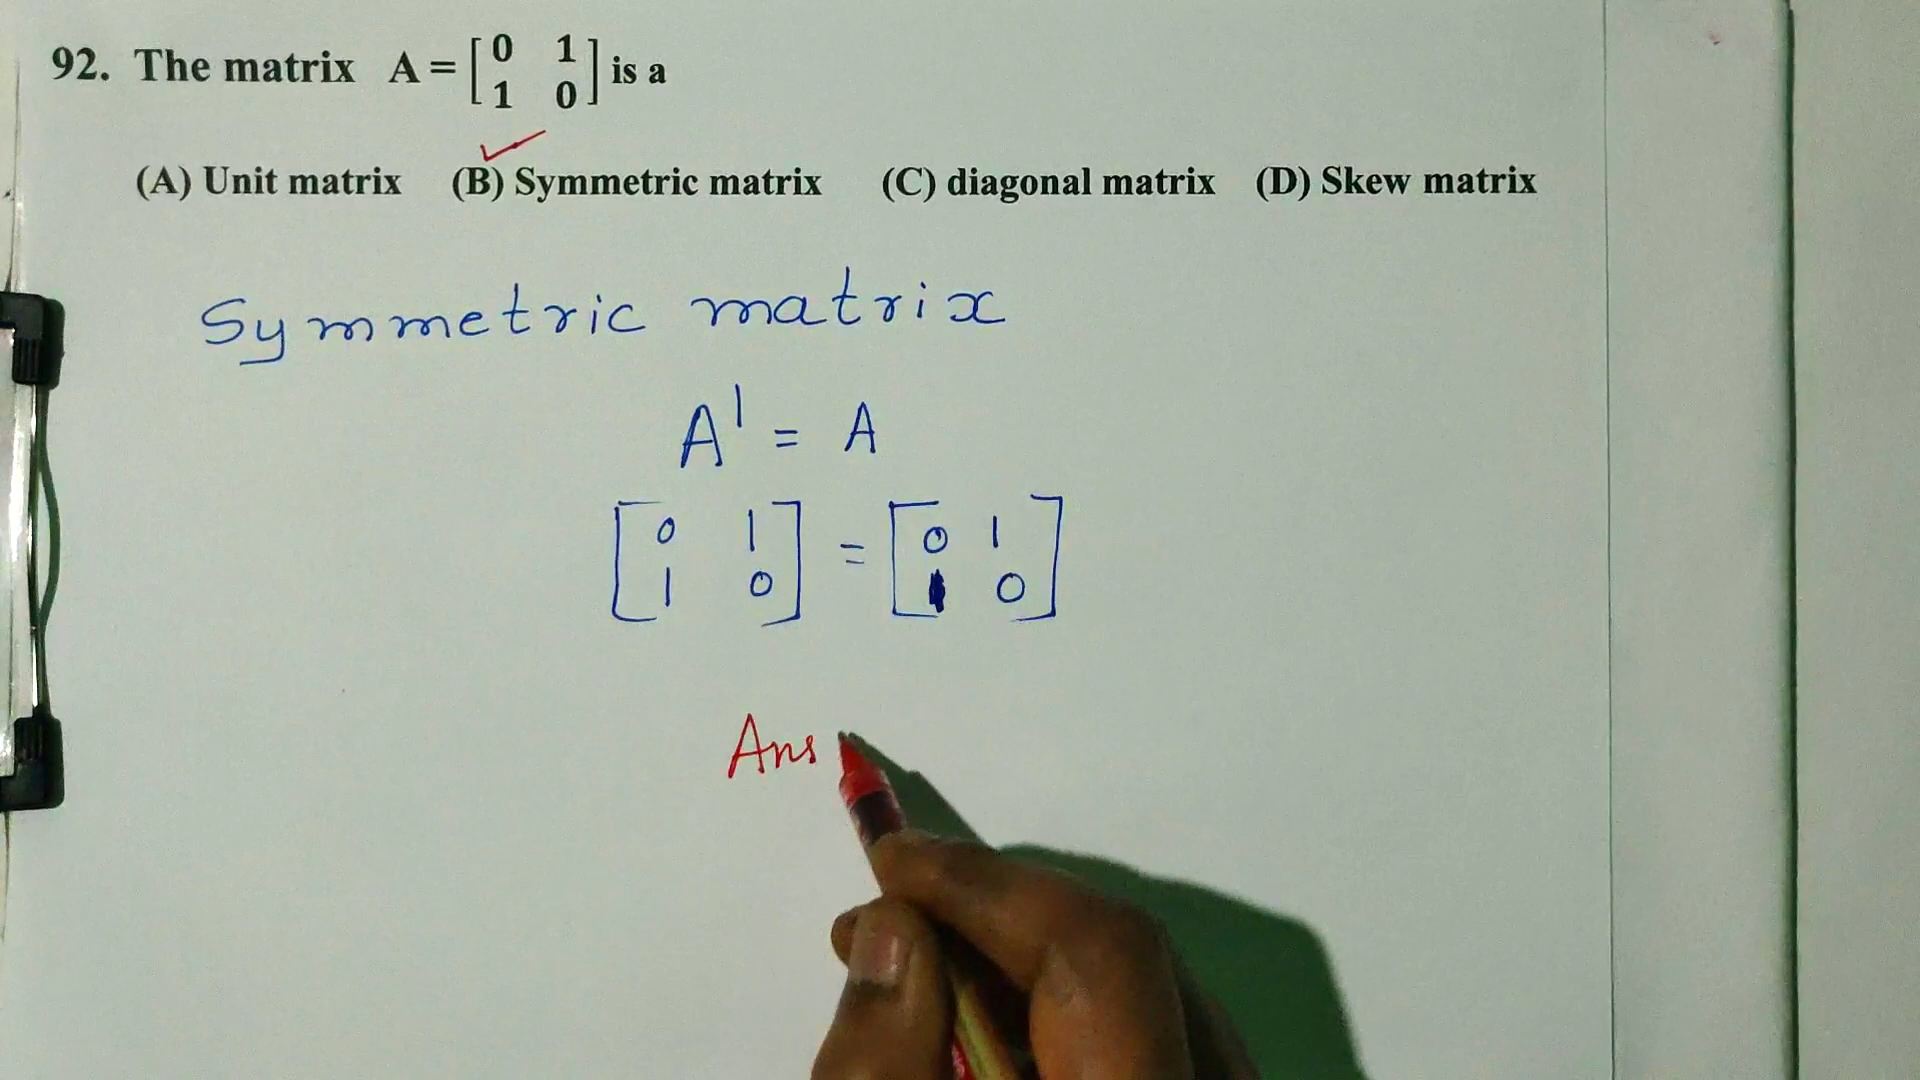 92. The matrix A = [0 1
1 0] is a
(A) Unit matrix (B) Symmetric matrix (C) diagonal matrix (D) Skew matrix
Symmetric matrix
A' = A
[0 1
1 0] = [0 1
1 0]
Ans